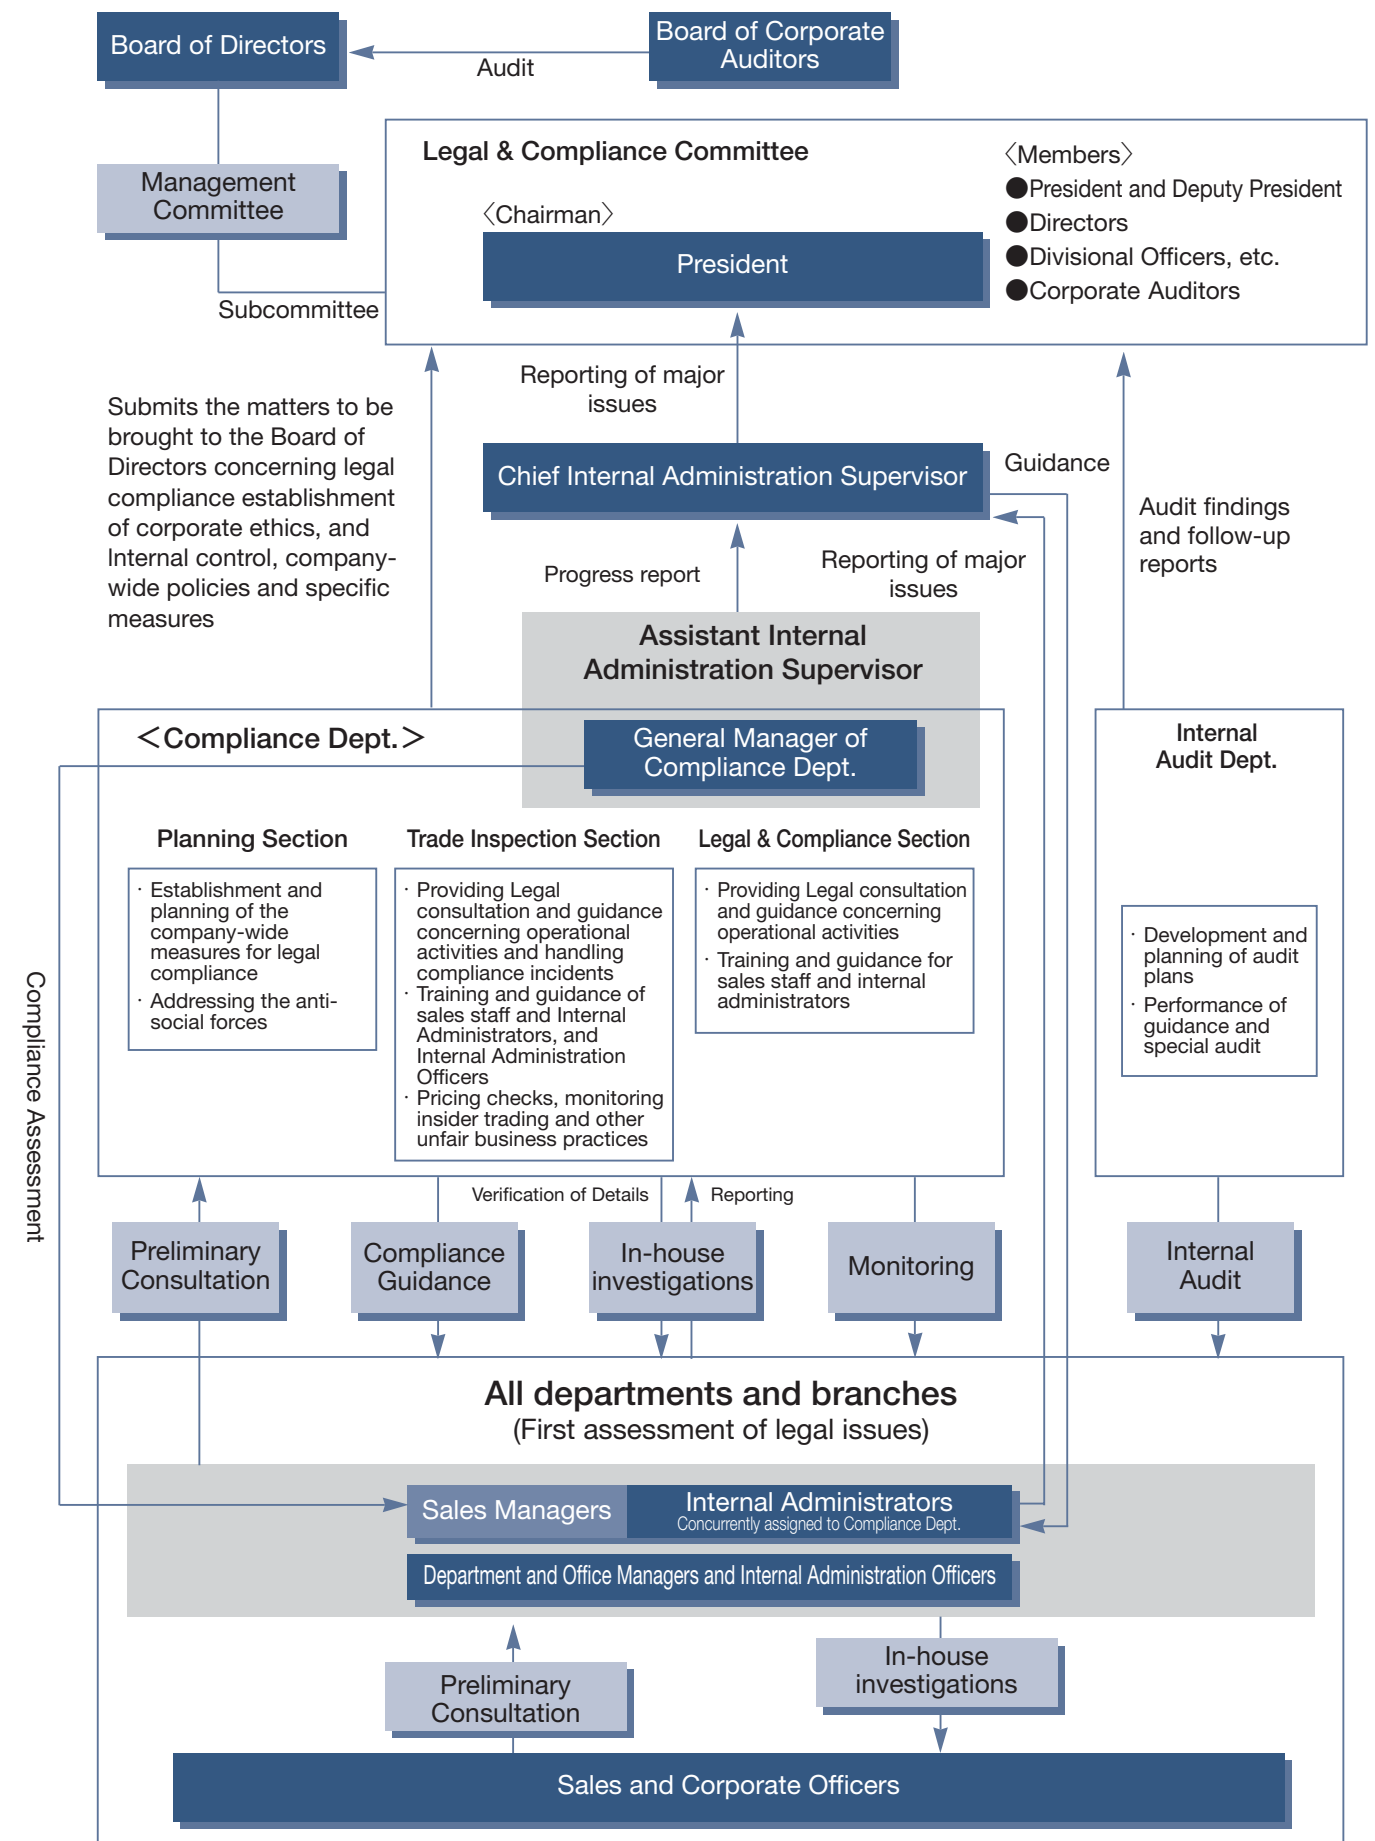 Board of Directors
Audit
Board of Corporate
Auditors
Management
Committee
Subcommittee
Legal & Compliance Committee
〈Chairman〉
President
〈Members〉
●President and Deputy President
●Directors
●Divisional Officers, etc.
●Corporate Auditors
Submits the matters to be
brought to the Board of
Directors concerning legal
compliance establishment
of corporate ethics, and
Internal control, company-
wide policies and specific
measures
Reporting of major
issues
Chief Internal Administration Supervisor
Guidance
Audit findings
and follow-up
reports
Progress report
Reporting of major
issues
Assistant Internal
Administration Supervisor
<Compliance Dept.>
General Manager of
Compliance Dept.
Internal
Audit Dept.
Planning Section
· Establishment and
planning of the
company-wide
measures for legal
compliance
· Addressing the anti-
social forces
Trade Inspection Section
· Providing Legal
consultation and guidance
concerning operational
activities and handling
compliance incidents
· Training and guidance of
sales staff and Internal
Administrators, and
Internal Administration
Officers
· Pricing checks, monitoring
insider trading and other
unfair business practices
Legal & Compliance Section
· Providing Legal consultation
and guidance concerning
operational activities
· Training and guidance for
sales staff and internal
administrators
· Development and
planning of audit
plans
· Performance of
guidance and
special audit
Compliance Assessment
Verification of Details
Reporting
Preliminary
Consultation
Compliance
Guidance
In-house
investigations
Monitoring
Internal
Audit
All departments and branches
(First assessment of legal issues)
Sales Managers
Internal Administrators
Concurrently assigned to Compliance Dept.
Department and Office Managers and Internal Administration Officers
Preliminary
Consultation
In-house
investigations
Sales and Corporate Officers